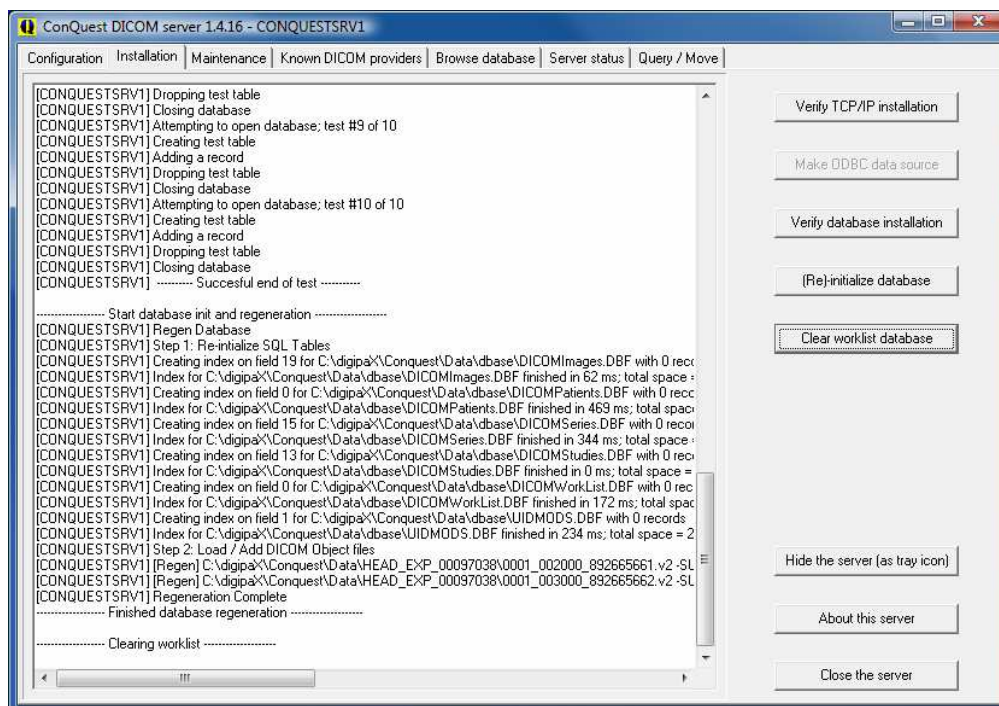 ConQuest DICOM server 1.4.16 - CONQUESTSRV1
Configuration Installation Maintenance Known DICOM providers Browse database Server status Query / Move
[CONQUESTSRV1] Dropping test table
[CONQUESTSRV1] Closing database
[CONQUESTSRV1] Attempting to open database; test #9 of 10
[CONQUESTSRV1] Creating test table
[CONQUESTSRV1] Adding a record
[CONQUESTSRV1] Dropping test table
[CONQUESTSRV1] Closing database
[CONQUESTSRV1] Attempting to open database; test #10 of 10
[CONQUESTSRV1] Creating test table
[CONQUESTSRV1] Adding a record
[CONQUESTSRV1] Dropping test table
[CONQUESTSRV1] Closing database
[CONQUESTSRV1] ---------- Succesful end of test -----------
------------------- Start database init and regeneration --------------------
[CONQUESTSRV1] Regen Database
[CONQUESTSRV1] Step 1: Re-intialize SQL Tables
[CONQUESTSRV1] Creating index on field 19 for C:\digipaX\Conquest\Data\dbase\DICOMImages.DBF with 0 reco
[CONQUESTSRV1] Index for C:\digipaX\Conquest\Data\dbase\DICOMImages.DBF finished in 62 ms; total space =
[CONQUESTSRV1] Creating index on field 0 for C:\digipaX\Conquest\Data\dbase\DICOMPatients.DBF with 0 recc
[CONQUESTSRV1] Index for C:\digipaX\Conquest\Data\dbase\DICOMPatients.DBF finished in 469 ms; total spac
[CONQUESTSRV1] Creating index on field 15 for C:\digipaX\Conquest\Data\dbase\DICOMSeries.DBF with 0 recor
[CONQUESTSRV1] Index for C:\digipaX\Conquest\Data\dbase\DICOMSeries.DBF finished in 344 ms; total space
[CONQUESTSRV1] Creating index on field 13 for C:\digipaX\Conquest\Data\dbase\DICOMStudies.DBF with 0 reco
[CONQUESTSRV1] Index for C:\digipaX\Conquest\Data\dbase\DICOMStudies.DBF finished in 0 ms; total space =
[CONQUESTSRV1] Creating index on field 0 for C:\digipaX\Conquest\Data\dbase\DICOMWorkList.DBF with 0 rec
[CONQUESTSRV1] Index for C:\digipaX\Conquest\Data\dbase\DICOMWorkList.DBF finished in 172 ms; total spac
[CONQUESTSRV1] Creating index on field 1 for C:\digipaX\Conquest\Data\dbase\UIDMODS.DBF with 0 records
[CONQUESTSRV1] Index for C:\digipaX\Conquest\Data\dbase\UIDMODS.DBF finished in 234 ms; total space = 2
[CONQUESTSRV1] Step 2: Load / Add DICOM Object files
[CONQUESTSRV1] [Regen] C:\digipaX\Conquest\Data\HEAD_EXP_00097038\0001_002000_892665661.v2 -SU
[CONQUESTSRV1] [Regen] C:\digipaX\Conquest\Data\HEAD_EXP_00097038\0001_003000_892665662.v2 -SU
[CONQUESTSRV1] Regeneration Complete
------------------- Finished database regeneration --------------------
------------------- Clearing worklist --------------------
Verify TCP/IP installation
Make ODBC data source
Verify database installation
(Re)-initialize database
Clear worklist database
Hide the server (as tray icon)
About this server
Close the server